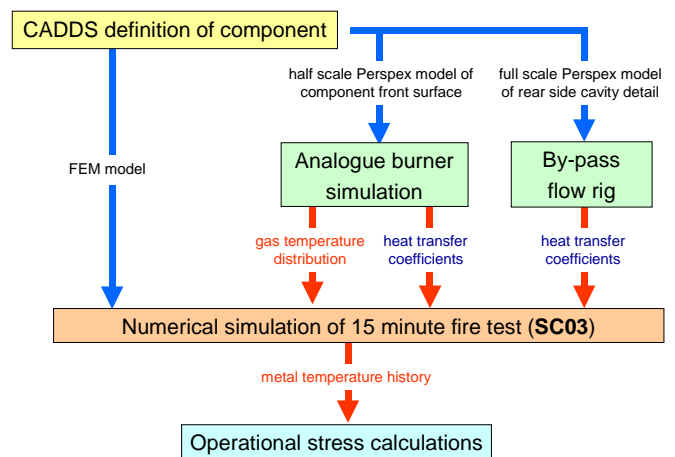 CADDS definition of component
half scale Perspex model of
component front surface
full scale Perspex model
of rear side cavity detail
FEM model
Analogue burner
simulation
By-pass
flow rig
gas temperature
distribution
heat transfer
coefficients
heat transfer
coefficients
Numerical simulation of 15 minute fire test (SC03)
metal temperature history
Operational stress calculations